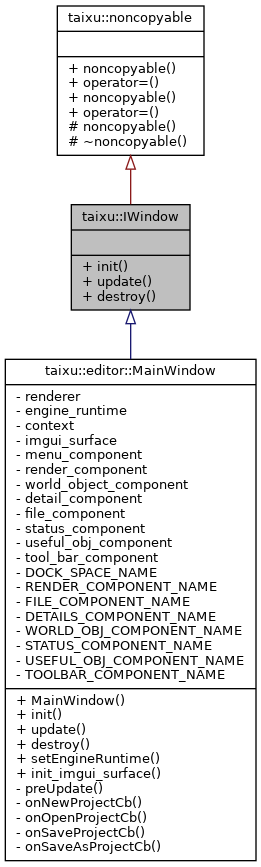 taixu::noncopyable
+ noncopyable()
+ operator=()
+ noncopyable()
+ operator=()
# noncopyable()
# ~noncopyable()
taixu::IWindow
+ init()
+ update()
+ destroy()
taixu::editor::MainWindow
- renderer
- engine_runtime
- context
- imgui_surface
- menu_component
- render_component
- world_object_component
- detail_component
- file_component
- status_component
- useful_obj_component
- tool_bar_component
- DOCK_SPACE_NAME
- RENDER_COMPONENT_NAME
- FILE_COMPONENT_NAME
- DETAILS_COMPONENT_NAME
- WORLD_OBJ_COMPONENT_NAME
- STATUS_COMPONENT_NAME
- USEFUL_OBJ_COMPONENT_NAME
- TOOLBAR_COMPONENT_NAME
+ MainWindow()
+ init()
+ update()
+ destroy()
+ setEngineRuntime()
+ init_imgui_surface()
- preUpdate()
- onNewProjectCb()
- onOpenProjectCb()
- onSaveProjectCb()
- onSaveAsProjectCb()